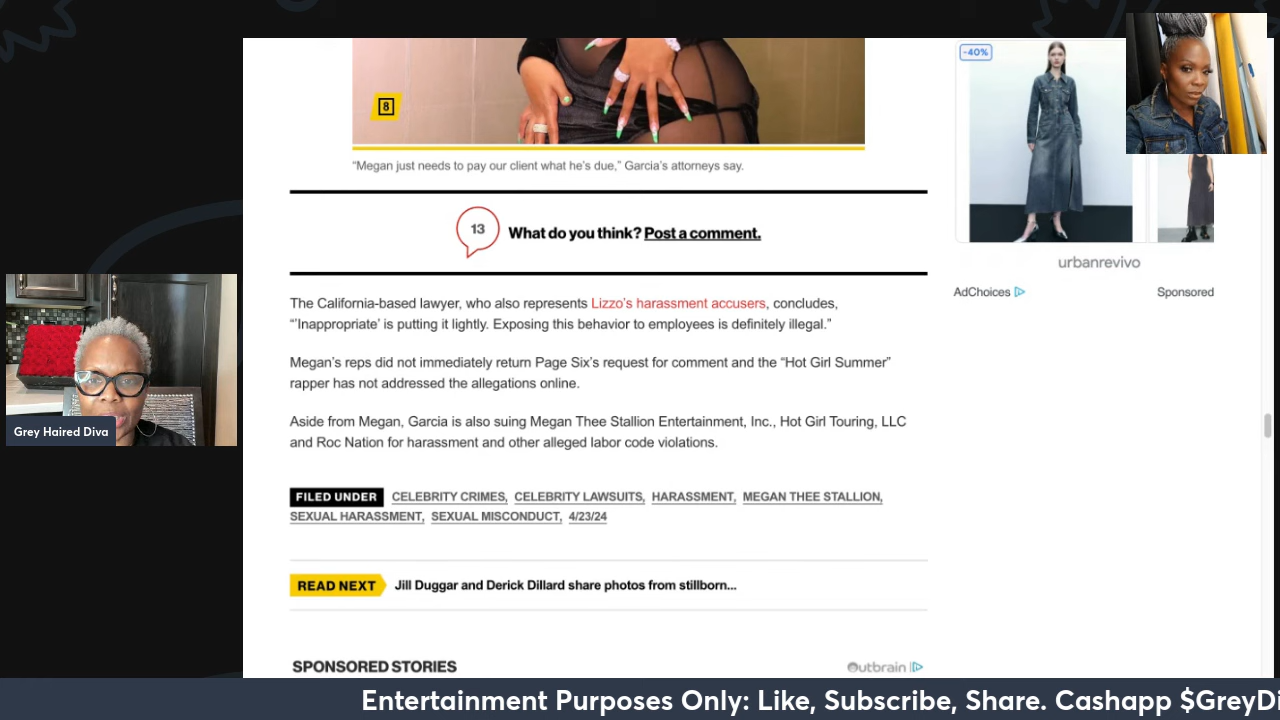 -40%
8
“Megan just needs to pay our client what he’s due,” Garcia’s attorneys say.
13
What do you think? Post a comment.
urbanrevivo
AdChoices
Sponsored
The California-based lawyer, who also represents Lizzo’s harassment accusers, concludes,
“‘Inappropriate’ is putting it lightly. Exposing this behavior to employees is definitely illegal.”
Megan’s reps did not immediately return Page Six’s request for comment and the “Hot Girl Summer”
rapper has not addressed the allegations online.
Aside from Megan, Garcia is also suing Megan Thee Stallion Entertainment, Inc., Hot Girl Touring, LLC
and Roc Nation for harassment and other alleged labor code violations.
Grey Haired Diva
FILED UNDER CELEBRITY CRIMES, CELEBRITY LAWSUITS, HARASSMENT, MEGAN THEE STALLION,
SEXUAL HARASSMENT, SEXUAL MISCONDUCT, 4/23/24
READ NEXT Jill Duggar and Derick Dillard share photos from stillborn...
SPONSORED STORIES
Outbrain
Entertainment Purposes Only: Like, Subscribe, Share. Cashapp $GreyDi